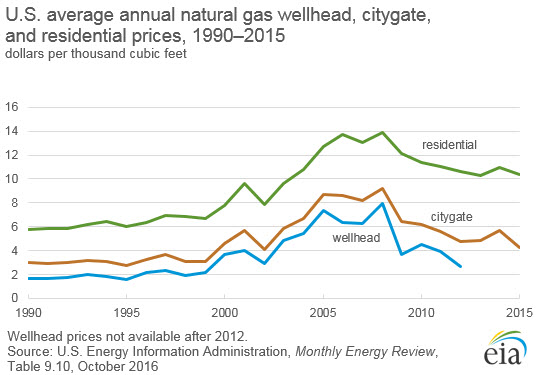 U.S. average annual natural gas wellhead, citygate,
and residential prices, 1990–2015
dollars per thousand cubic feet
16
14
residential
12
10
8
citygate
6
wellhead
4
2
0
1990 1995 2000 2005 2010 2015
Wellhead prices not available after 2012.
Source: U.S. Energy Information Administration, Monthly Energy Review,
Table 9.10, October 2016
eia